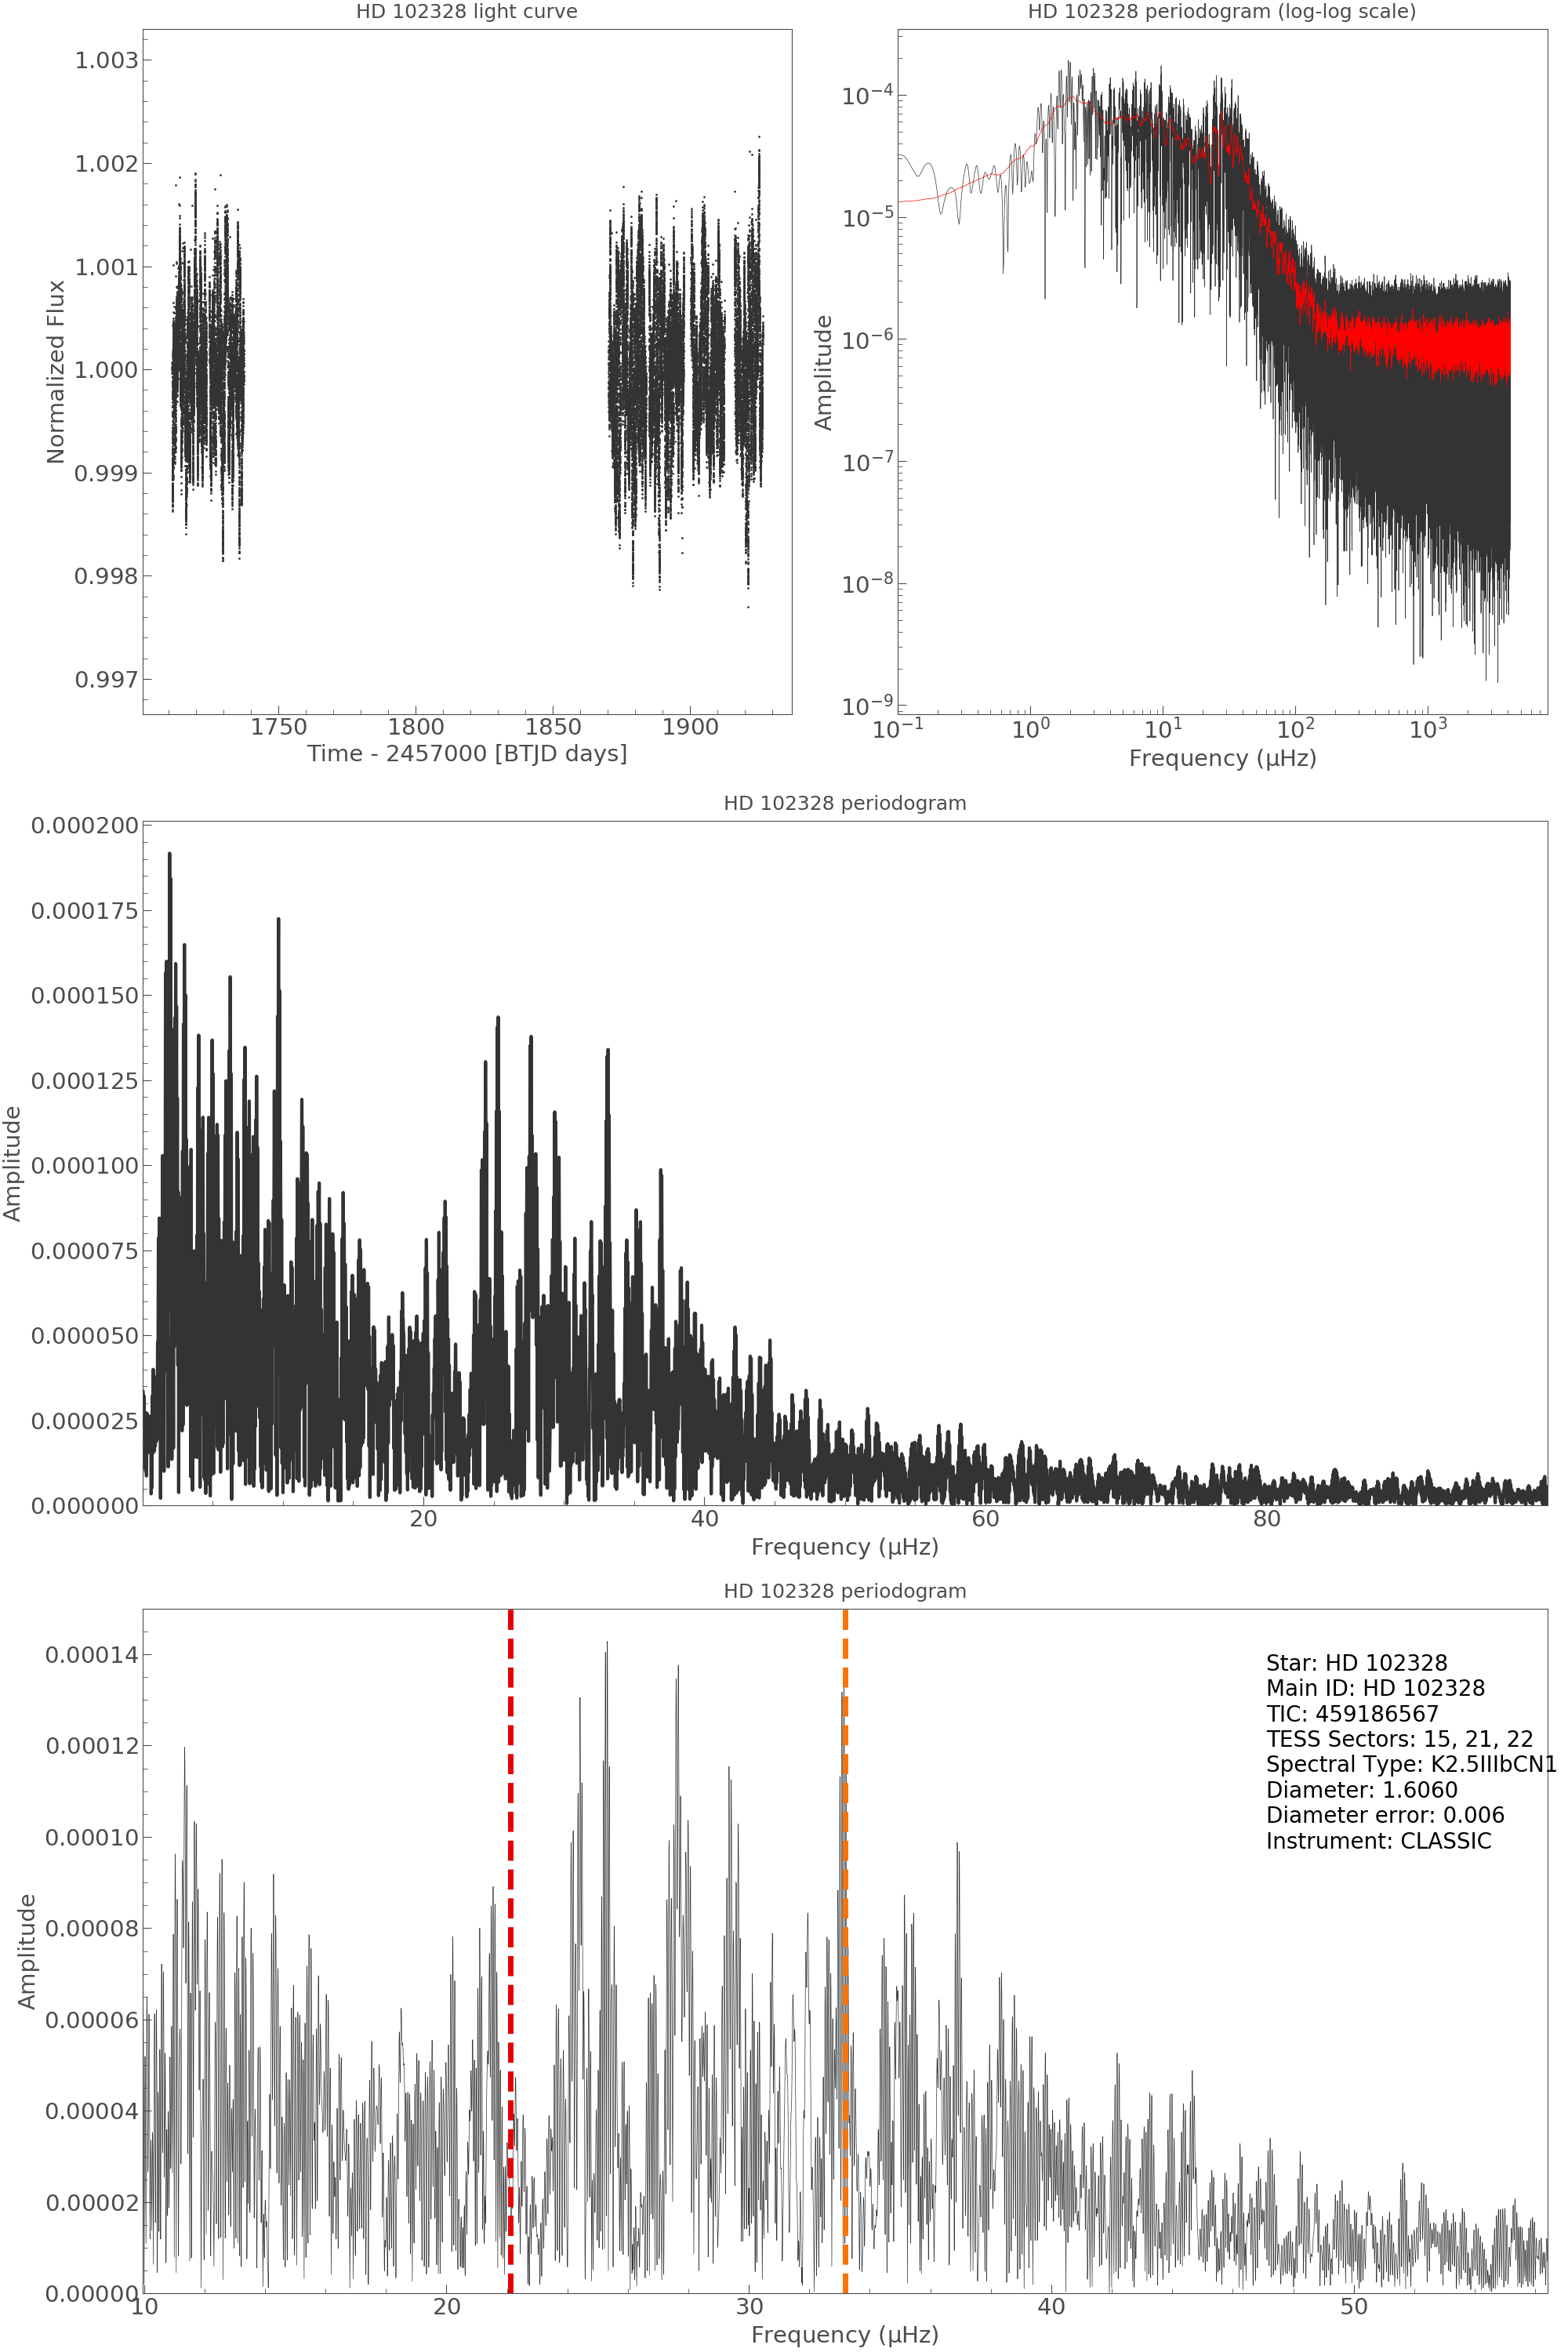 HD 102328 light curve
1.003
1.002
1.001
1.000
0.999
0.998
0.997
Normalized Flux
1750 1800 1850 1900
Time - 2457000 [BTJD days]
HD 102328 periodogram (log-log scale)
10⁻⁴
10⁻⁵
10⁻⁶
10⁻⁷
10⁻⁸
10⁻⁹
Amplitude
10⁻¹ 10⁰ 10¹ 10² 10³
Frequency (µHz)
HD 102328 periodogram
0.000200
0.000175
0.000150
0.000125
0.000100
0.000075
0.000050
0.000025
0.000000
Amplitude
20 40 60 80
Frequency (µHz)
HD 102328 periodogram
0.00014
0.00012
0.00010
0.00008
0.00006
0.00004
0.00002
0.00000
Amplitude
Star: HD 102328
Main ID: HD 102328
TIC: 459186567
TESS Sectors: 15, 21, 22
Spectral Type: K2.5IIIbCN1
Diameter: 1.6060
Diameter error: 0.006
Instrument: CLASSIC
10 20 30 40 50
Frequency (µHz)